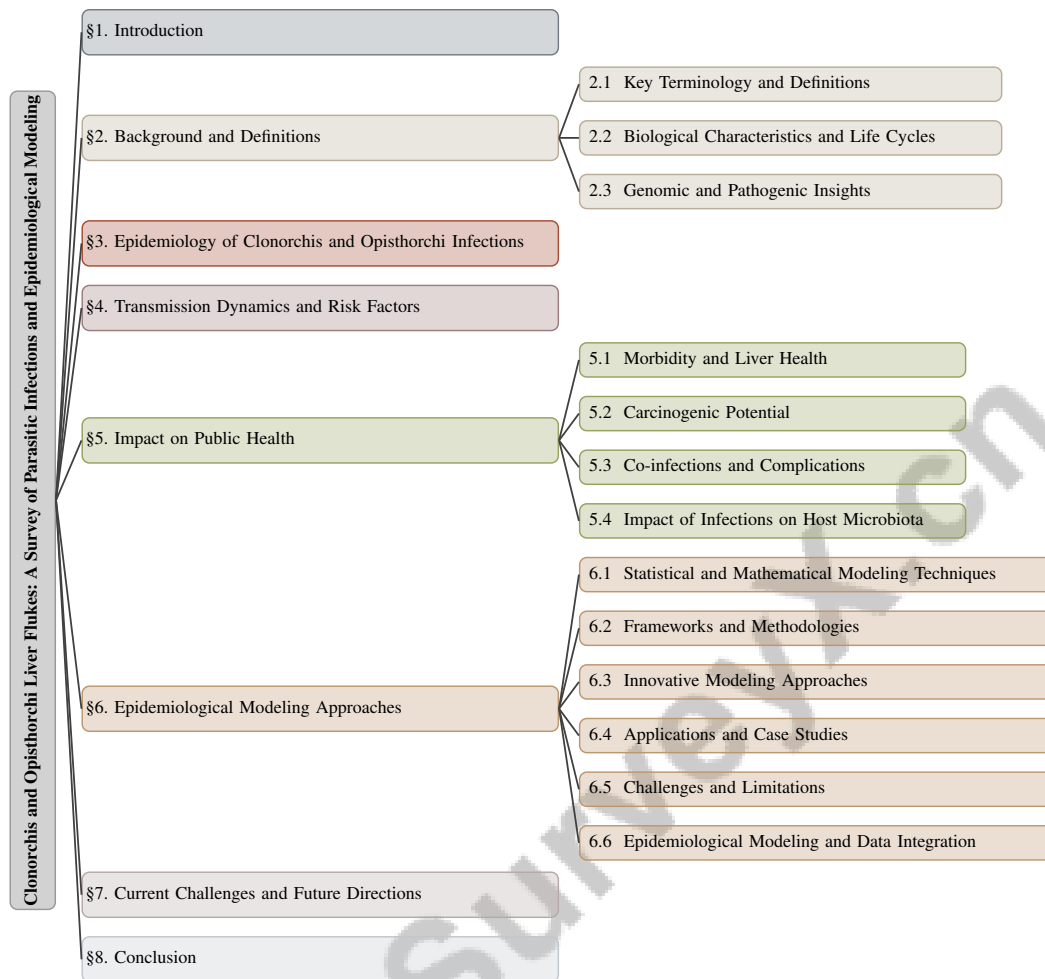 Clonorchis and Opisthorchi Liver Flukes: A Survey of Parasitic Infections and Epidemiological Modeling
§1. Introduction
§2. Background and Definitions
2.1 Key Terminology and Definitions
2.2 Biological Characteristics and Life Cycles
2.3 Genomic and Pathogenic Insights
§3. Epidemiology of Clonorchis and Opisthorchi Infections
§4. Transmission Dynamics and Risk Factors
§5. Impact on Public Health
5.1 Morbidity and Liver Health
5.2 Carcinogenic Potential
5.3 Co-infections and Complications
5.4 Impact of Infections on Host Microbiota
§6. Epidemiological Modeling Approaches
6.1 Statistical and Mathematical Modeling Techniques
6.2 Frameworks and Methodologies
6.3 Innovative Modeling Approaches
6.4 Applications and Case Studies
6.5 Challenges and Limitations
6.6 Epidemiological Modeling and Data Integration
§7. Current Challenges and Future Directions
§8. Conclusion
SurveyX.cn